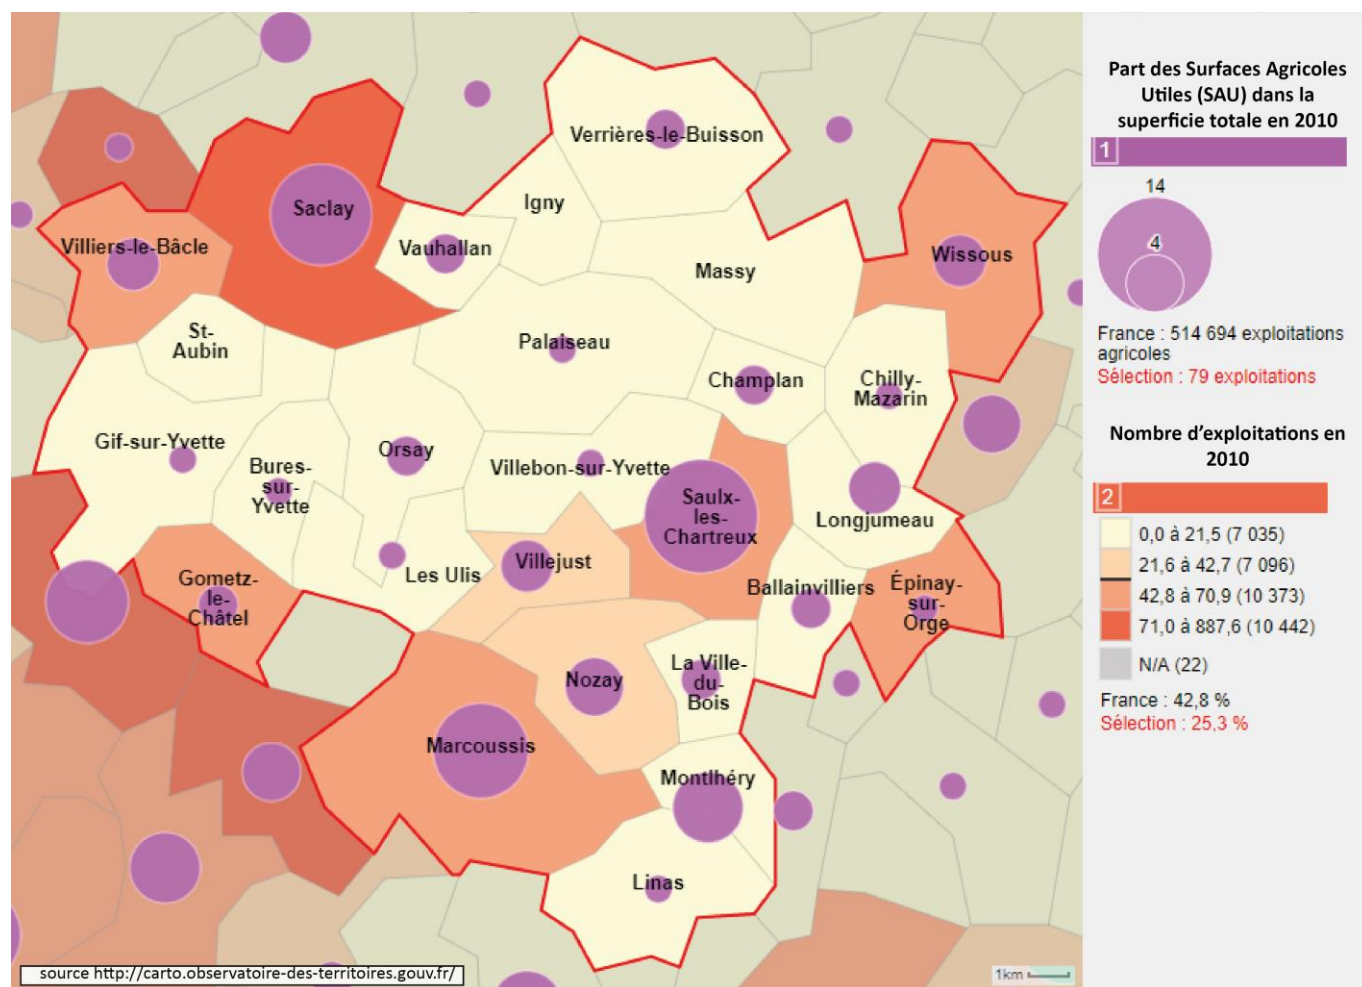 Verrières-le-Buisson
Igny
Saclay
Vauhallan
Villiers-le-Bâcle
Massy
Wissous
St-
Aubin
Palaiseau
Champlan
Chilly-
Mazarin
Gif-sur-Yvette
Orsay
Bures-
sur-
Yvette
Villebon-sur-Yvette
Saulx-
les-
Chartreux
Longjumeau
Villejust
Les Ulis
Gometz-
le-
Châtel
Ballainvilliers
Épinay-
sur-
Orge
La Ville-
du-
Bois
Nozay
Marcoussis
Montlhéry
Linas
source http://carto.observatoire-des-territoires.gouv.fr/
1km
Part des Surfaces Agricoles
Utiles (SAU) dans la
superficie totale en 2010
1
14
4
France : 514 694 exploitations
agricoles
Sélection : 79 exploitations
Nombre d'exploitations en
2010
2
0,0 à 21,5 (7 035)
21,6 à 42,7 (7 096)
42,8 à 70,9 (10 373)
71,0 à 887,6 (10 442)
N/A (22)
France : 42,8 %
Sélection : 25,3 %